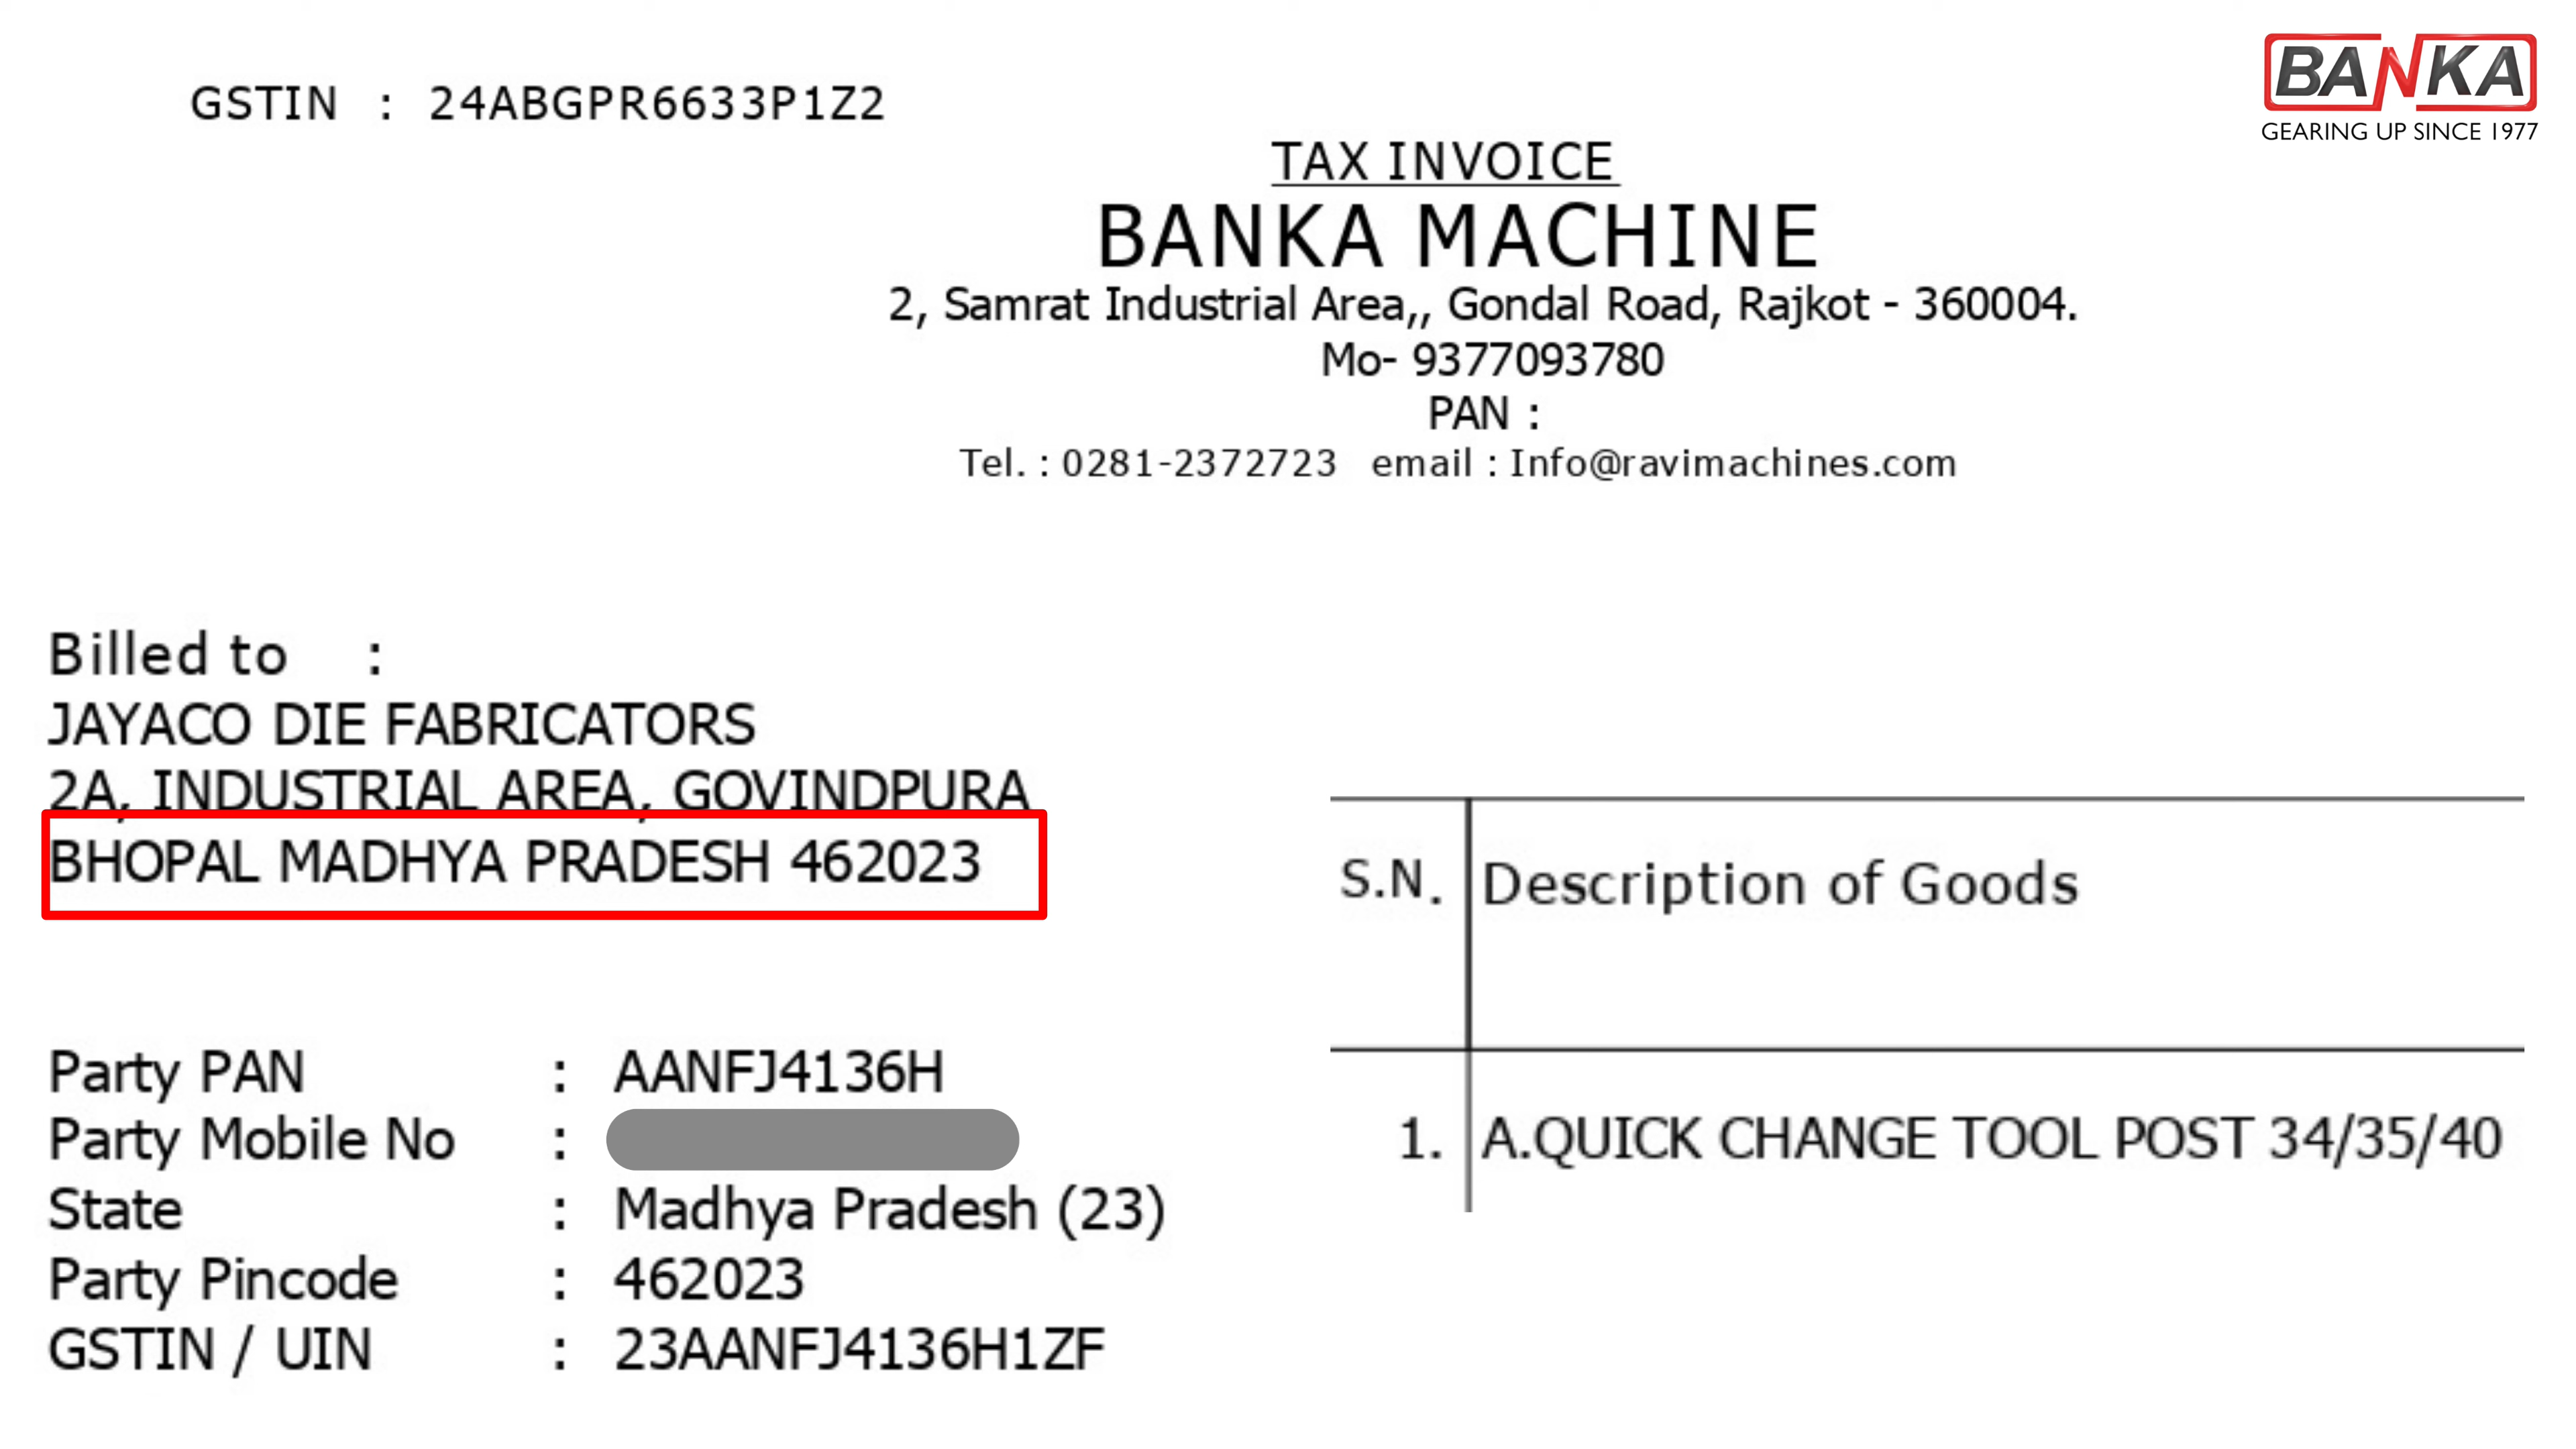 BANKA
GEARING UP SINCE 1977
GSTIN : 24ABGPR6633P1Z2
TAX INVOICE
BANKA MACHINE
2, Samrat Industrial Area,, Gondal Road, Rajkot - 360004.
Mo- 9377093780
PAN :
Tel. : 0281-2372723 email : Info@ravimachines.com
Billed to :
JAYACO DIE FABRICATORS
2A, INDUSTRIAL AREA, GOVINDPURA
BHOPAL MADHYA PRADESH 462023
Party PAN : AANFJ4136H
Party Mobile No :
State : Madhya Pradesh (23)
Party Pincode : 462023
GSTIN / UIN : 23AANFJ4136H1ZF
S.N. Description of Goods
1. A.QUICK CHANGE TOOL POST 34/35/40